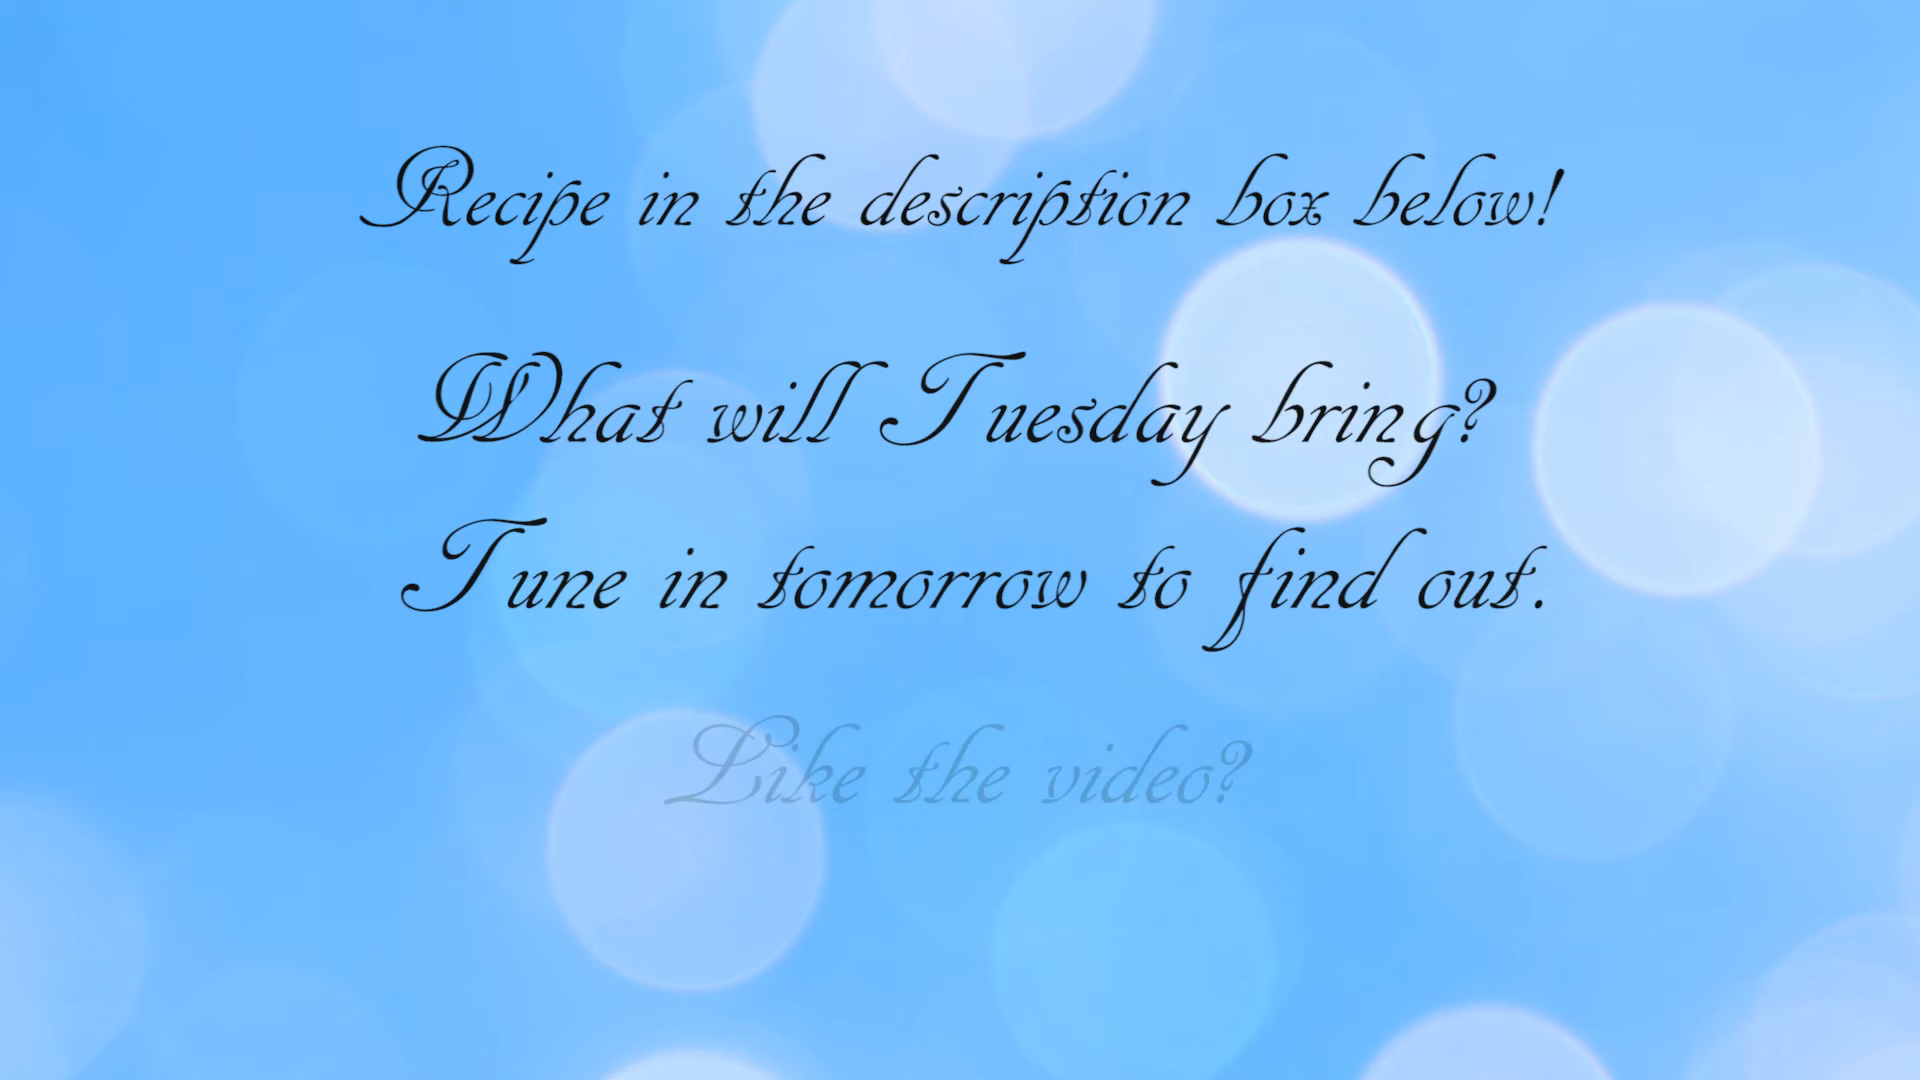 Recipe in the description box below!
What will Tuesday bring?
Tune in tomorrow to find out.
Like the video?